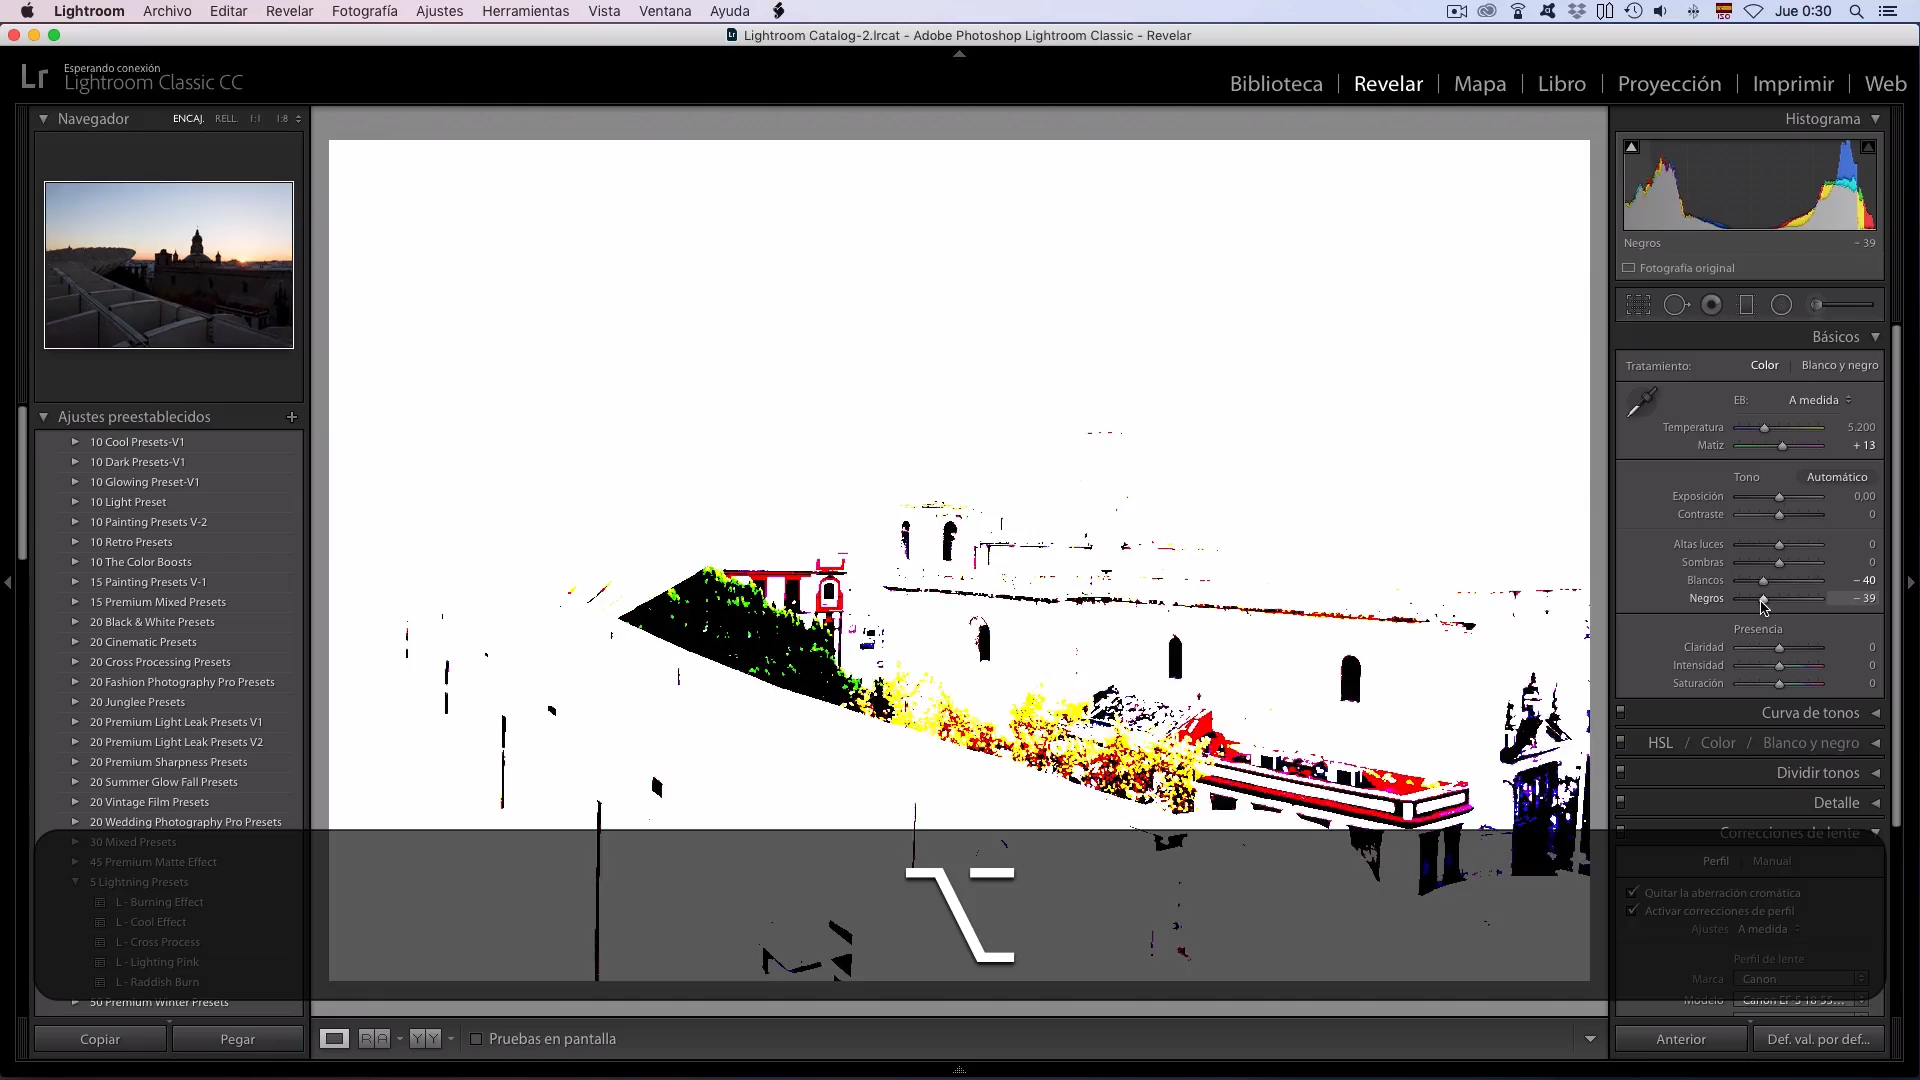 Lightroom Archivo Editar Revelar Fotografía Ajustes Herramientas Vista Ventana Ayuda ISO Jue 0:30
Lr Lightroom Catalog-2.lrcat - Adobe Photoshop Lightroom Classic - Revelar
Lr Esperando conexión
Lightroom Classic CC
Biblioteca | Revelar | Mapa | Libro | Proyección | Imprimir | Web
Navegador ENCAJ. RELL. 1:1 1:8
Ajustes preestablecidos +
10 Cool Presets-V1
10 Dark Presets-V1
10 Glowing Preset-V1
10 Light Preset
10 Painting Presets V-2
10 Retro Presets
10 The Color Boosts
15 Painting Presets V-1
15 Premium Mixed Presets
20 Black & White Presets
20 Cinematic Presets
20 Cross Processing Presets
20 Fashion Photography Pro Presets
20 Junglee Presets
20 Premium Light Leak Presets V1
20 Premium Light Leak Presets V2
20 Premium Sharpness Presets
20 Summer Glow Fall Presets
20 Vintage Film Presets
20 Wedding Photography Pro Presets
30 Mixed Presets
45 Premium Matte Effect
5 Lightning Presets
L - Burning Effect
L - Cool Effect
L - Cross Process
L - Lighting Pink
L - Raddish Burn
50 Premium Winter Presets
Copiar Pegar
R A Y Y Pruebas en pantalla
Histograma
Negros - 39
Fotografía original
Básicos
Tratamiento: Color | Blanco y negro
EB: A medida
Temperatura 5.200
Matiz + 13
Tono Automático
Exposición 0,00
Contraste 0
Altas luces 0
Sombras 0
Blancos - 40
Negros - 39
Presencia
Claridad 0
Intensidad 0
Saturación 0
Curva de tonos
HSL / Color / Blanco y negro
Dividir tonos
Detalle
Correcciones de lente
Perfil | Manual
Quitar la aberración cromática
Activar correcciones de perfil
Ajustes A medida
Perfil de lente
Marca Canon
Modelo Canon EF-S 18-55...
Anterior Def. val. por def...